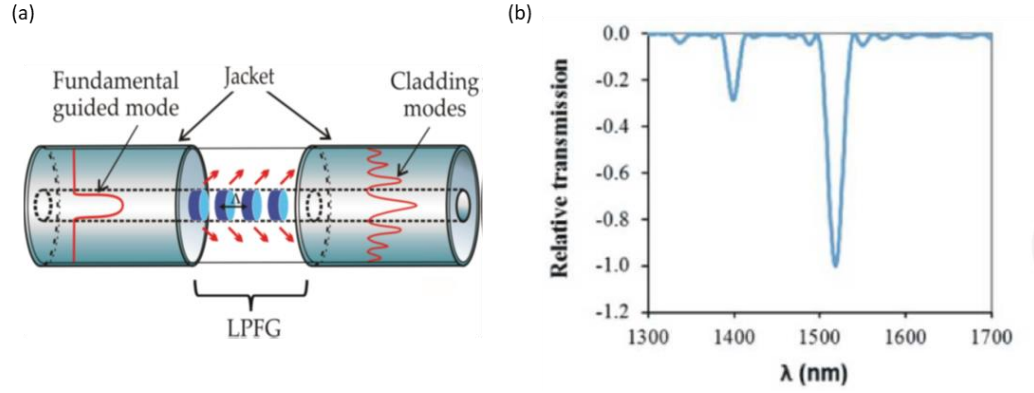 (a)
Fundamental
guided mode
Jacket
Cladding
modes
Λ
LPFG
(b)
Relative transmission
0.0
-0.2
-0.4
-0.6
-0.8
-1.0
-1.2
1300 1400 1500 1600 1700
λ (nm)